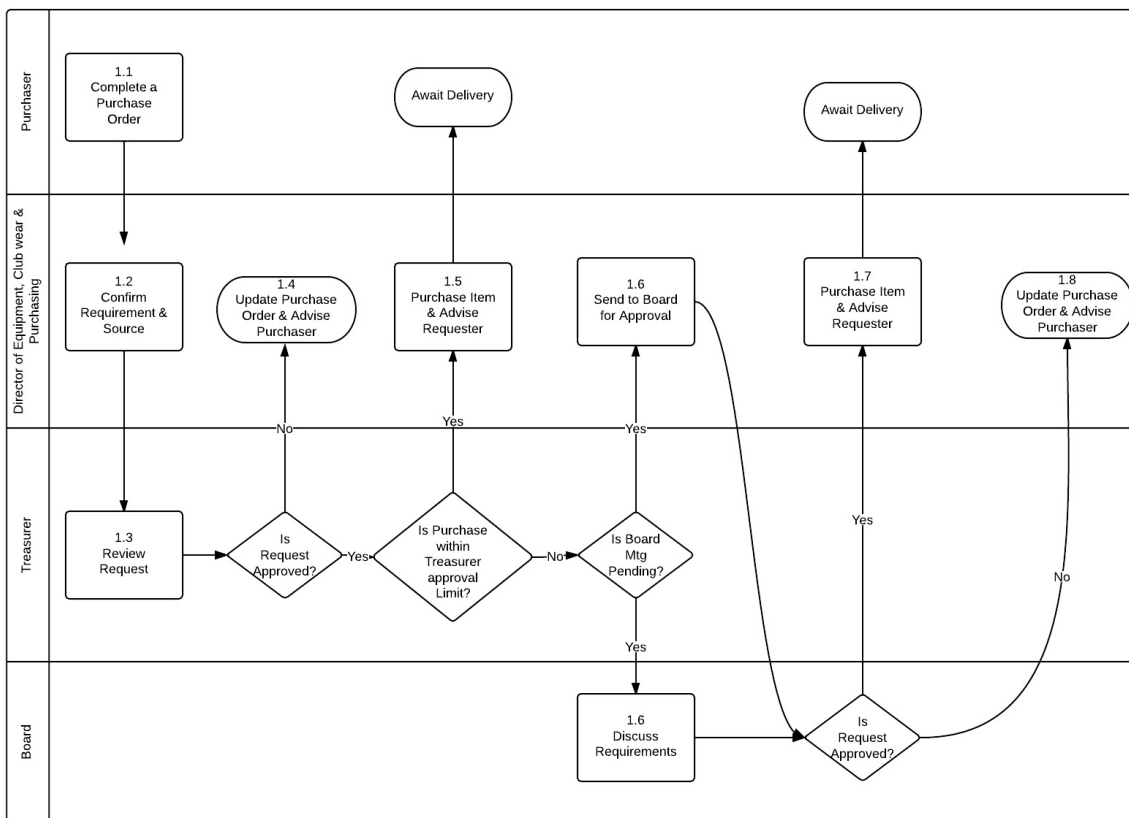 Purchaser
1.1
Complete a
Purchase
Order
Await Delivery
Await Delivery
Director of Equipment, Club wear &
Purchasing
1.2
Confirm
Requirement &
Source
1.4
Update Purchase
Order & Advise
Purchaser
1.5
Purchase Item
& Advise
Requester
1.6
Send to Board
for Approval
1.7
Purchase Item
& Advise
Requester
1.8
Update Purchase
Order & Advise
Purchaser
No
Yes
Yes
Treasurer
1.3
Review
Request
Is
Request
Approved?
Yes
Is Purchase
within
Treasurer
approval
Limit?
No
Is Board
Mtg
Pending?
Yes
Yes
No
Board
1.6
Discuss
Requirements
Is
Request
Approved?